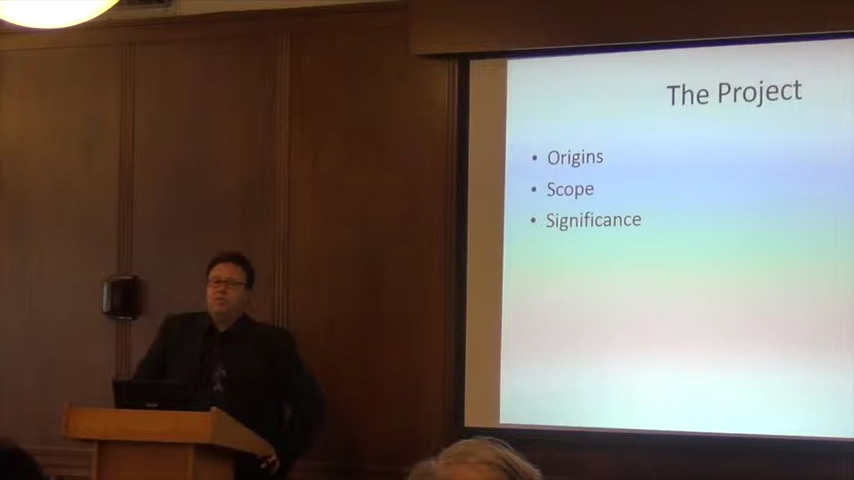 The Project
• Origins
• Scope
• Significance